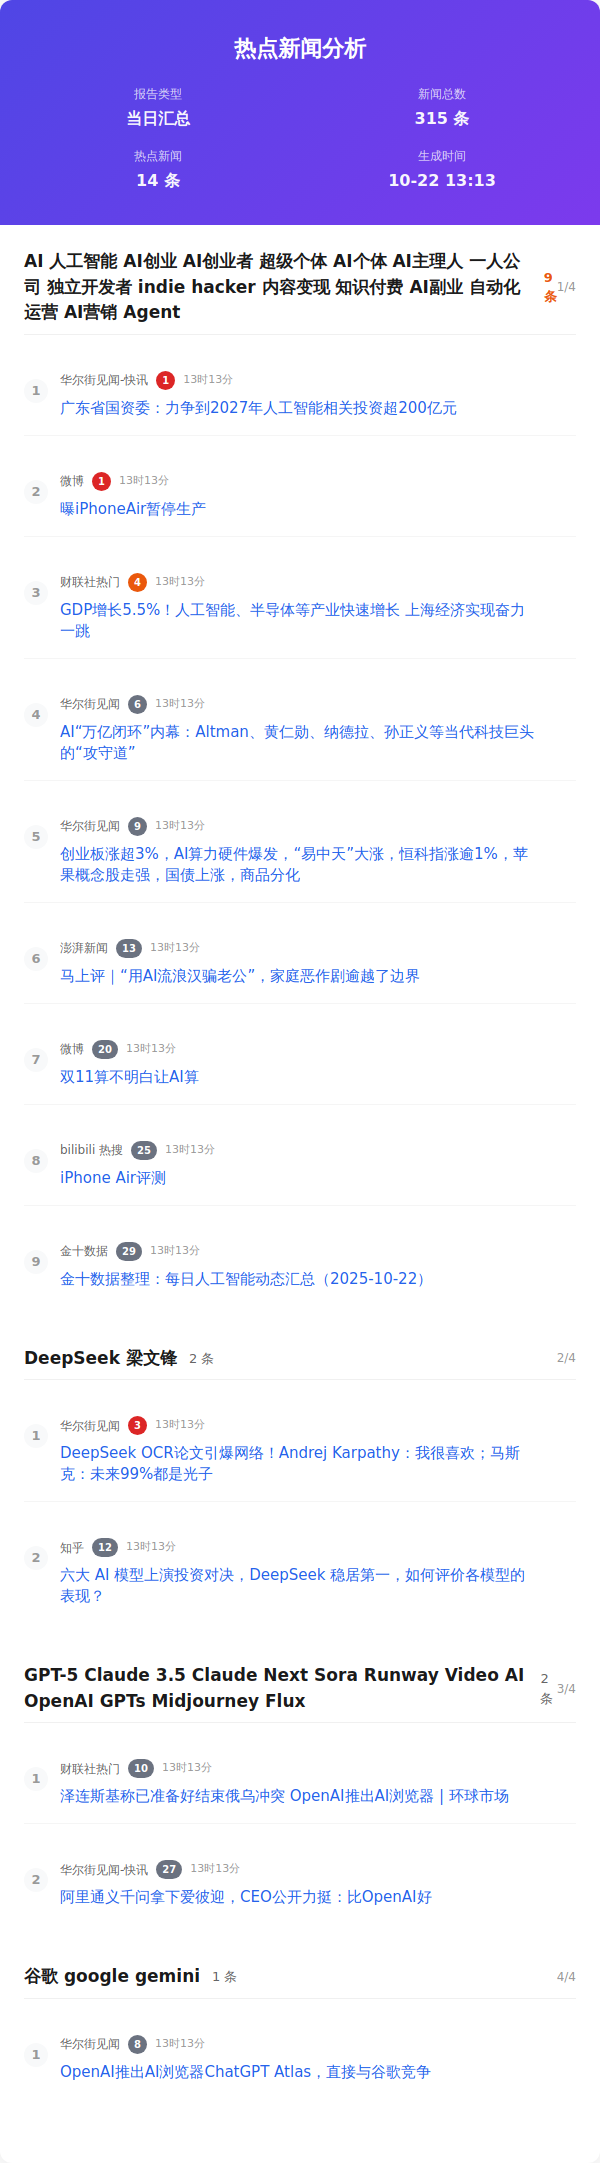 热点新闻分析
报告类型
当日汇总
新闻总数
315 条
热点新闻
14 条
生成时间
10-22 13:13
AI 人工智能 AI创业 AI创业者 超级个体 AI个体 AI主理人 一人公
司 独立开发者 indie hacker 内容变现 知识付费 AI副业 自动化
运营 AI营销 Agent
9
条
1/4
1
华尔街见闻-快讯 1 13时13分
广东省国资委：力争到2027年人工智能相关投资超200亿元
2
微博 1 13时13分
曝iPhoneAir暂停生产
3
财联社热门 4 13时13分
GDP增长5.5%！人工智能、半导体等产业快速增长 上海经济实现奋力
一跳
4
华尔街见闻 6 13时13分
AI“万亿闭环”内幕：Altman、黄仁勋、纳德拉、孙正义等当代科技巨头
的“攻守道”
5
华尔街见闻 9 13时13分
创业板涨超3%，AI算力硬件爆发，“易中天”大涨，恒科指涨逾1%，苹
果概念股走强，国债上涨，商品分化
6
澎湃新闻 13 13时13分
马上评｜“用AI流浪汉骗老公”，家庭恶作剧逾越了边界
7
微博 20 13时13分
双11算不明白让AI算
8
bilibili 热搜 25 13时13分
iPhone Air评测
9
金十数据 29 13时13分
金十数据整理：每日人工智能动态汇总（2025-10-22）
DeepSeek 梁文锋 2 条 2/4
1
华尔街见闻 3 13时13分
DeepSeek OCR论文引爆网络！Andrej Karpathy：我很喜欢；马斯
克：未来99%都是光子
2
知乎 12 13时13分
六大 AI 模型上演投资对决，DeepSeek 稳居第一，如何评价各模型的
表现？
GPT-5 Claude 3.5 Claude Next Sora Runway Video AI
OpenAI GPTs Midjourney Flux
2
条
3/4
1
财联社热门 10 13时13分
泽连斯基称已准备好结束俄乌冲突 OpenAI推出AI浏览器 | 环球市场
2
华尔街见闻-快讯 27 13时13分
阿里通义千问拿下爱彼迎，CEO公开力挺：比OpenAI好
谷歌 google gemini 1 条 4/4
1
华尔街见闻 8 13时13分
OpenAI推出AI浏览器ChatGPT Atlas，直接与谷歌竞争